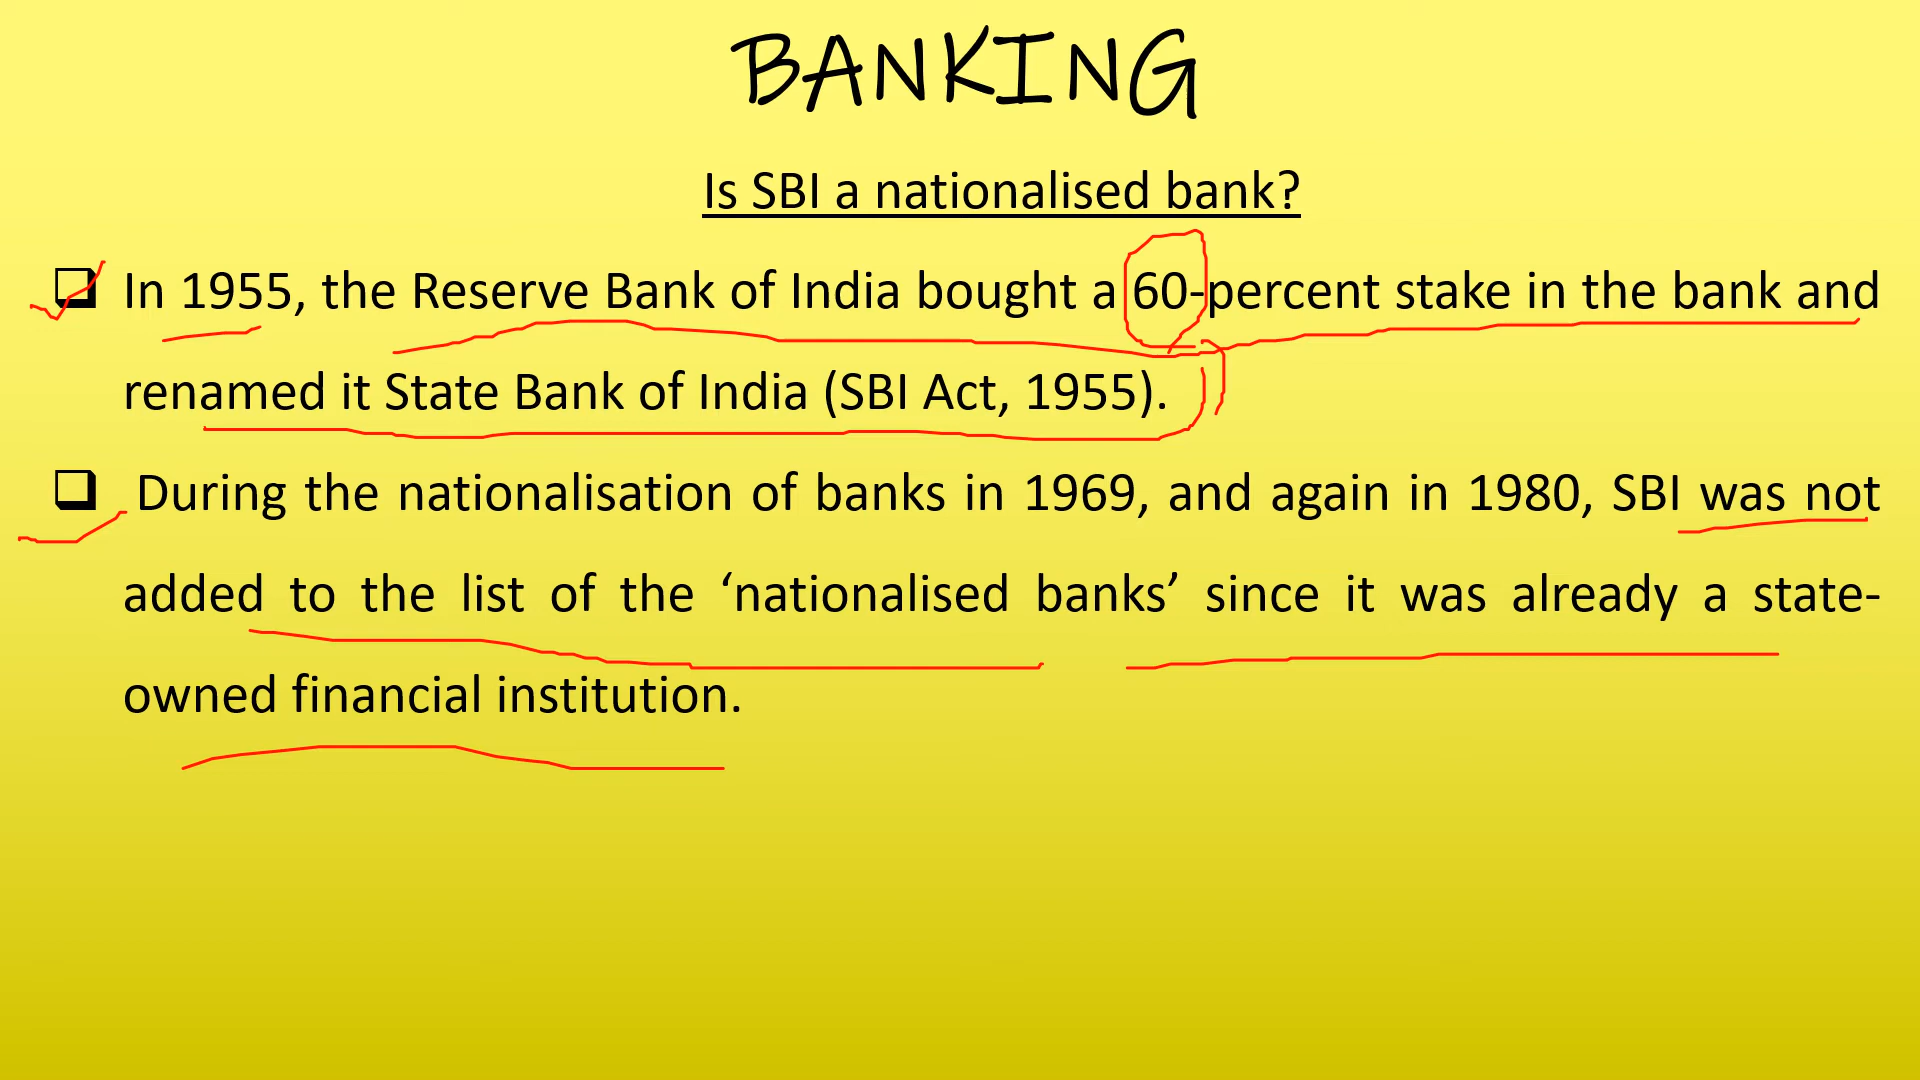 BANKING
Is SBI a nationalised bank?
In 1955, the Reserve Bank of India bought a 60-percent stake in the bank and
renamed it State Bank of India (SBI Act, 1955).
During the nationalisation of banks in 1969, and again in 1980, SBI was not
added to the list of the ‘nationalised banks’ since it was already a state-
owned financial institution.